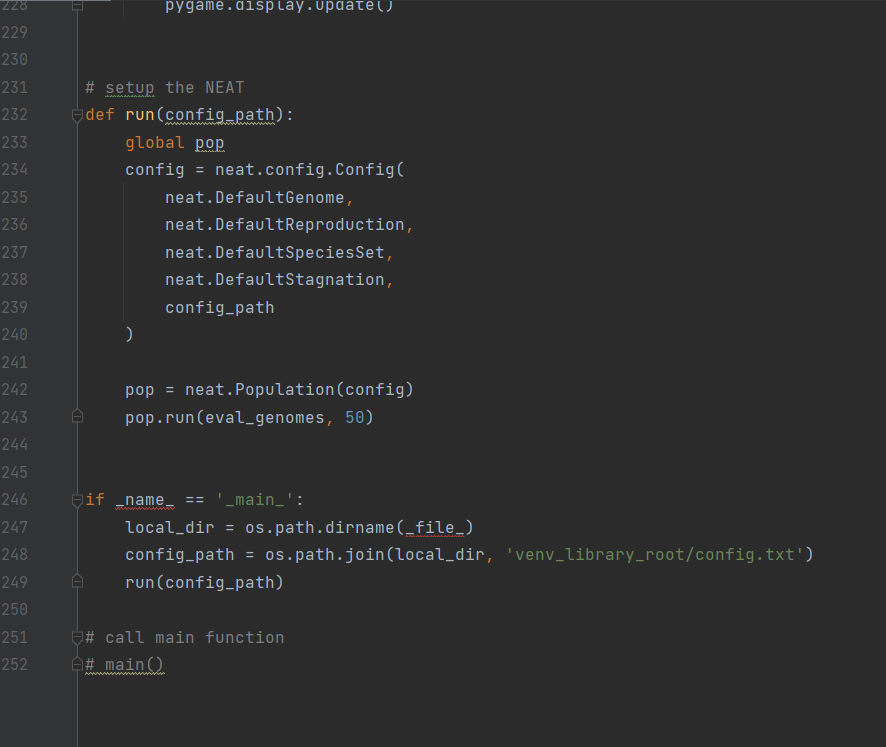 228 pygame.display.update()
229
230
231 # setup the NEAT
232 def run(config_path):
233     global pop
234     config = neat.config.Config(
235         neat.DefaultGenome,
236         neat.DefaultReproduction,
237         neat.DefaultSpeciesSet,
238         neat.DefaultStagnation,
239         config_path
240     )
241
242     pop = neat.Population(config)
243     pop.run(eval_genomes, 50)
244
245
246 if _name_ == '_main_':
247     local_dir = os.path.dirname(_file_)
248     config_path = os.path.join(local_dir, 'venv_library_root/config.txt')
249     run(config_path)
250
251 # call main function
252 # main()